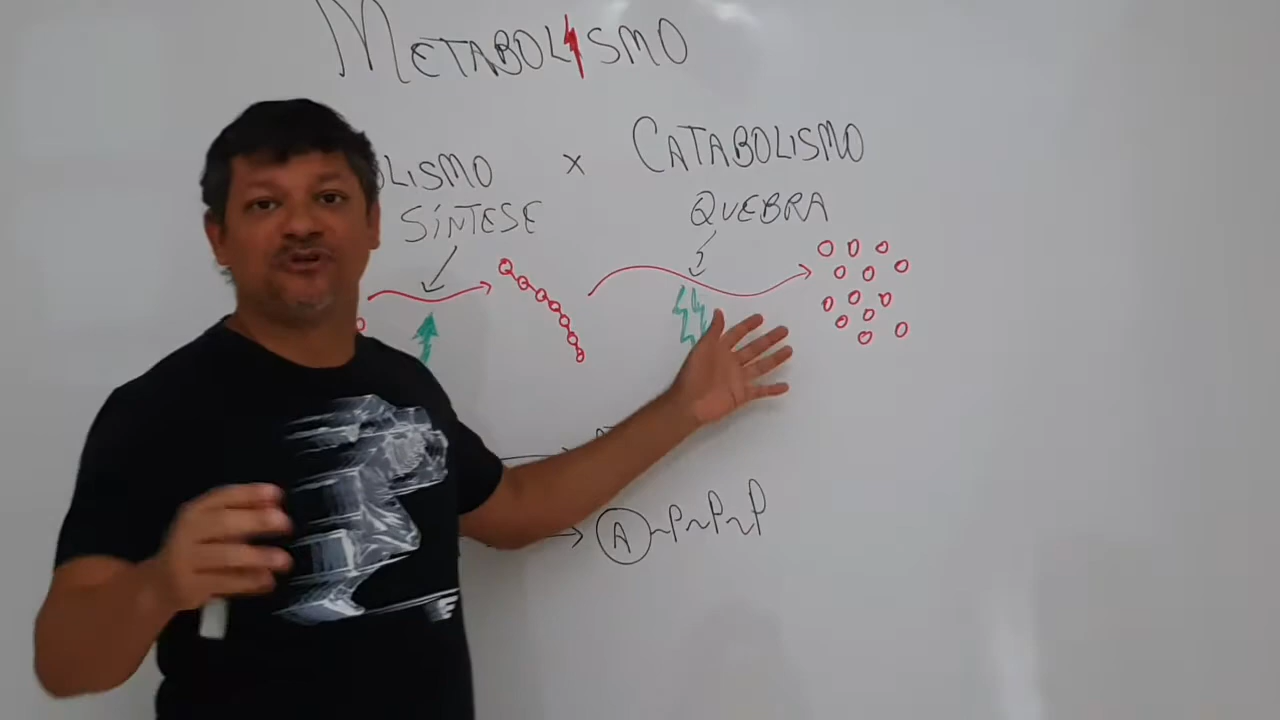 METABOLISMO
OLISMO x CATABOLISMO
SÍNTESE QUEBRA
A~P~P~P